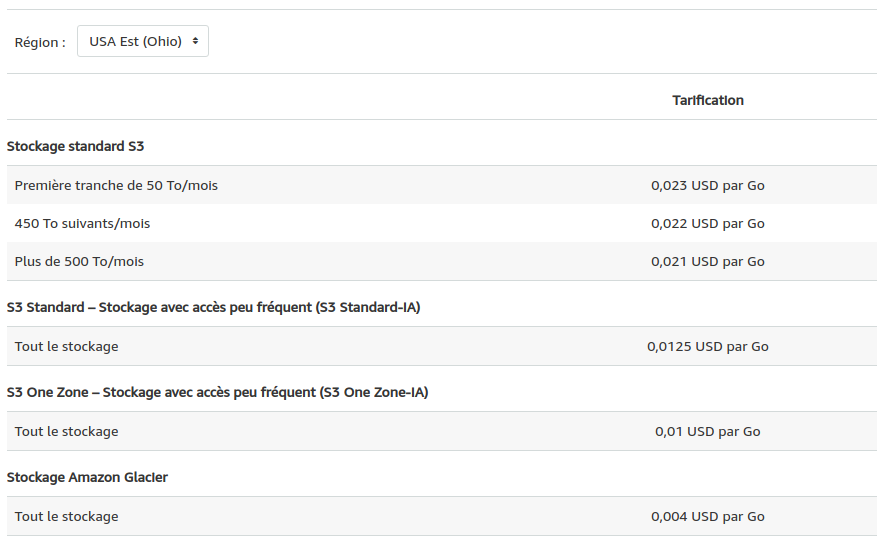 Région : USA Est (Ohio)
Tarification
Stockage standard S3
Première tranche de 50 To/mois 0,023 USD par Go
450 To suivants/mois 0,022 USD par Go
Plus de 500 To/mois 0,021 USD par Go
S3 Standard – Stockage avec accès peu fréquent (S3 Standard-IA)
Tout le stockage 0,0125 USD par Go
S3 One Zone – Stockage avec accès peu fréquent (S3 One Zone-IA)
Tout le stockage 0,01 USD par Go
Stockage Amazon Glacier
Tout le stockage 0,004 USD par Go